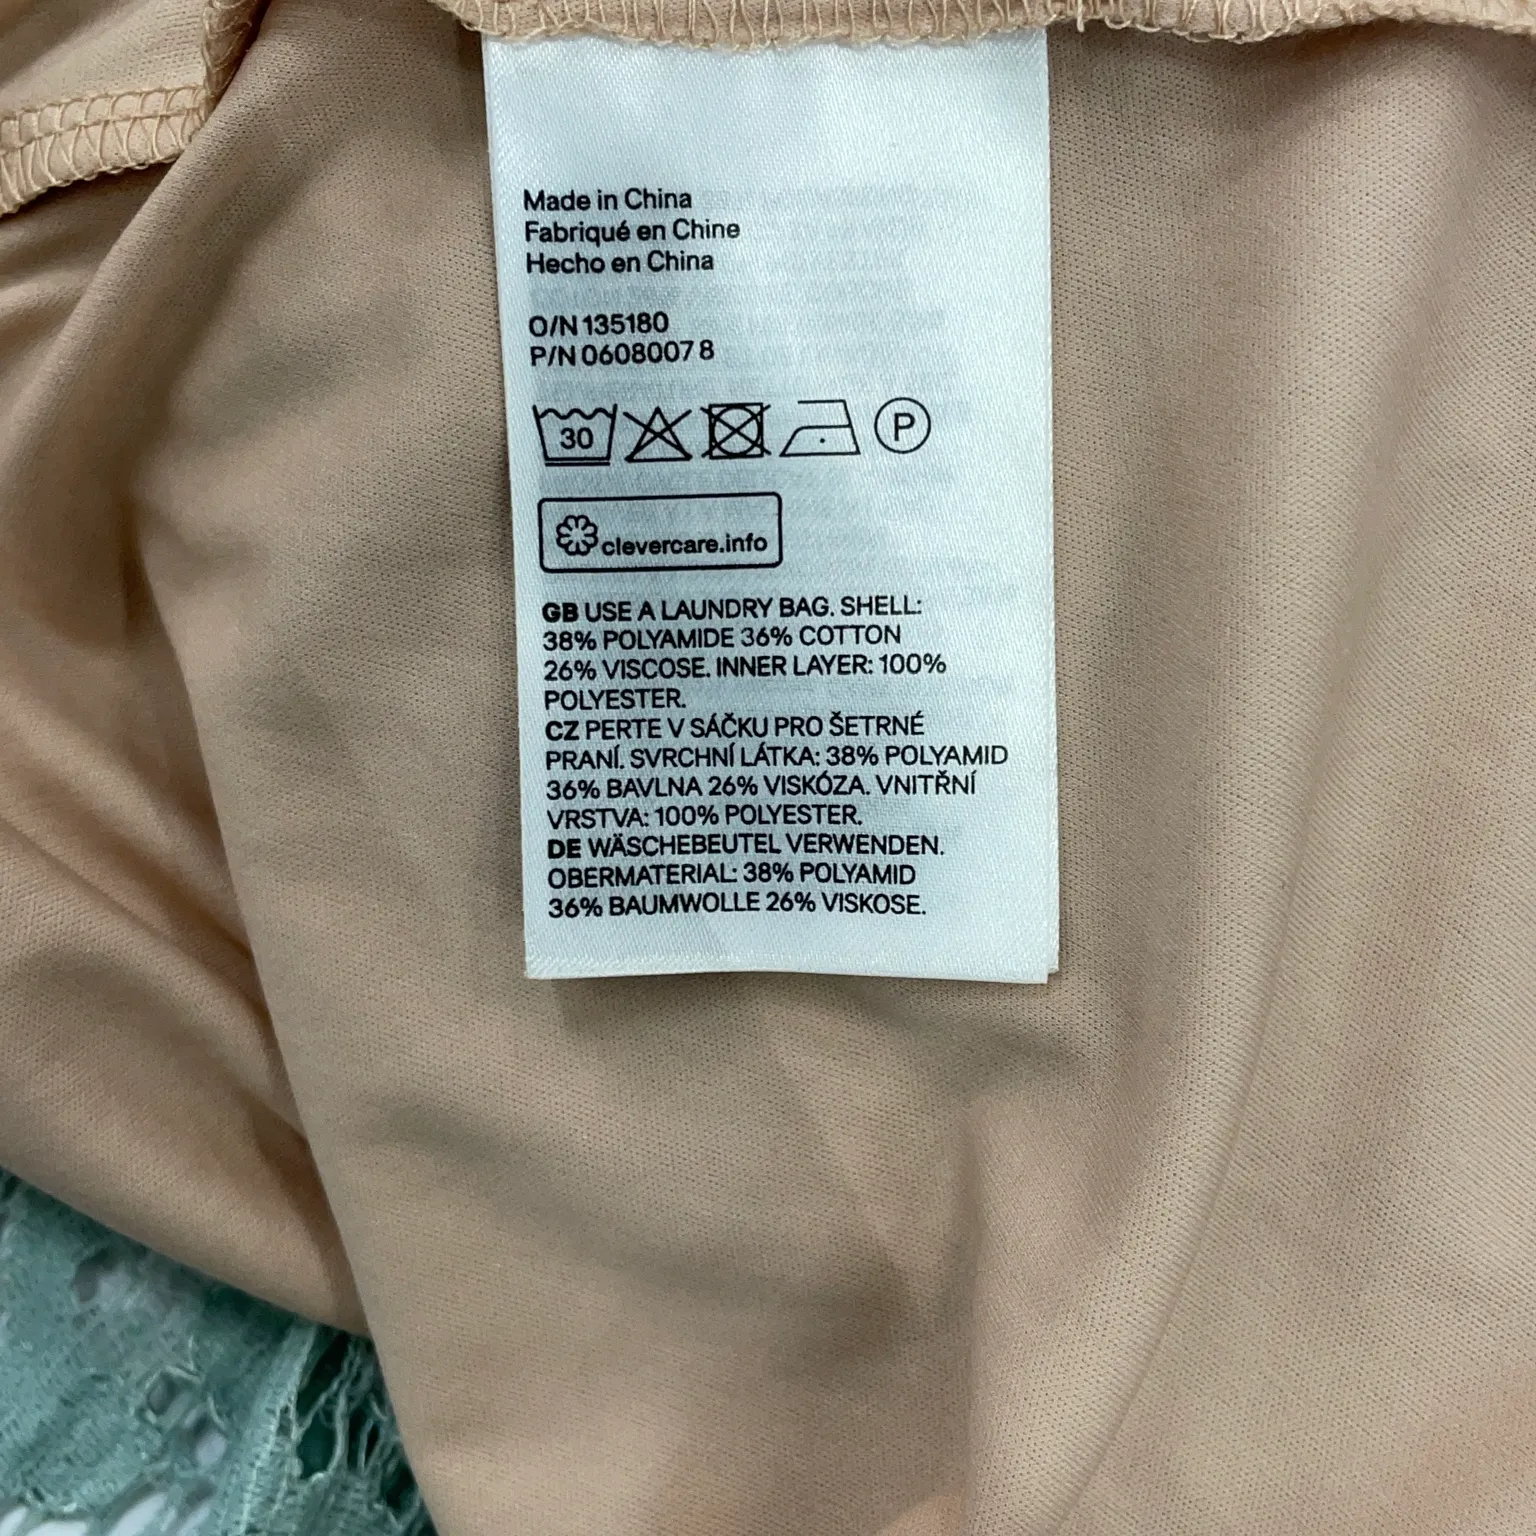 Made in China
Fabriqué en Chine
Hecho en China
O/N 135180
P/N 0608007 8
30
P
clevercare.info
GB USE A LAUNDRY BAG. SHELL:
38% POLYAMIDE 36% COTTON
26% VISCOSE. INNER LAYER: 100%
POLYESTER.
CZ PERTE V SÁČKU PRO ŠETRNÉ
PRANÍ. SVRCHNÍ LÁTKA: 38% POLYAMID
36% BAVLNA 26% VISKÓZA. VNITŘNÍ
VRSTVA: 100% POLYESTER.
DE WÄSCHEBEUTEL VERWENDEN.
OBERMATERIAL: 38% POLYAMID
36% BAUMWOLLE 26% VISKOSE.